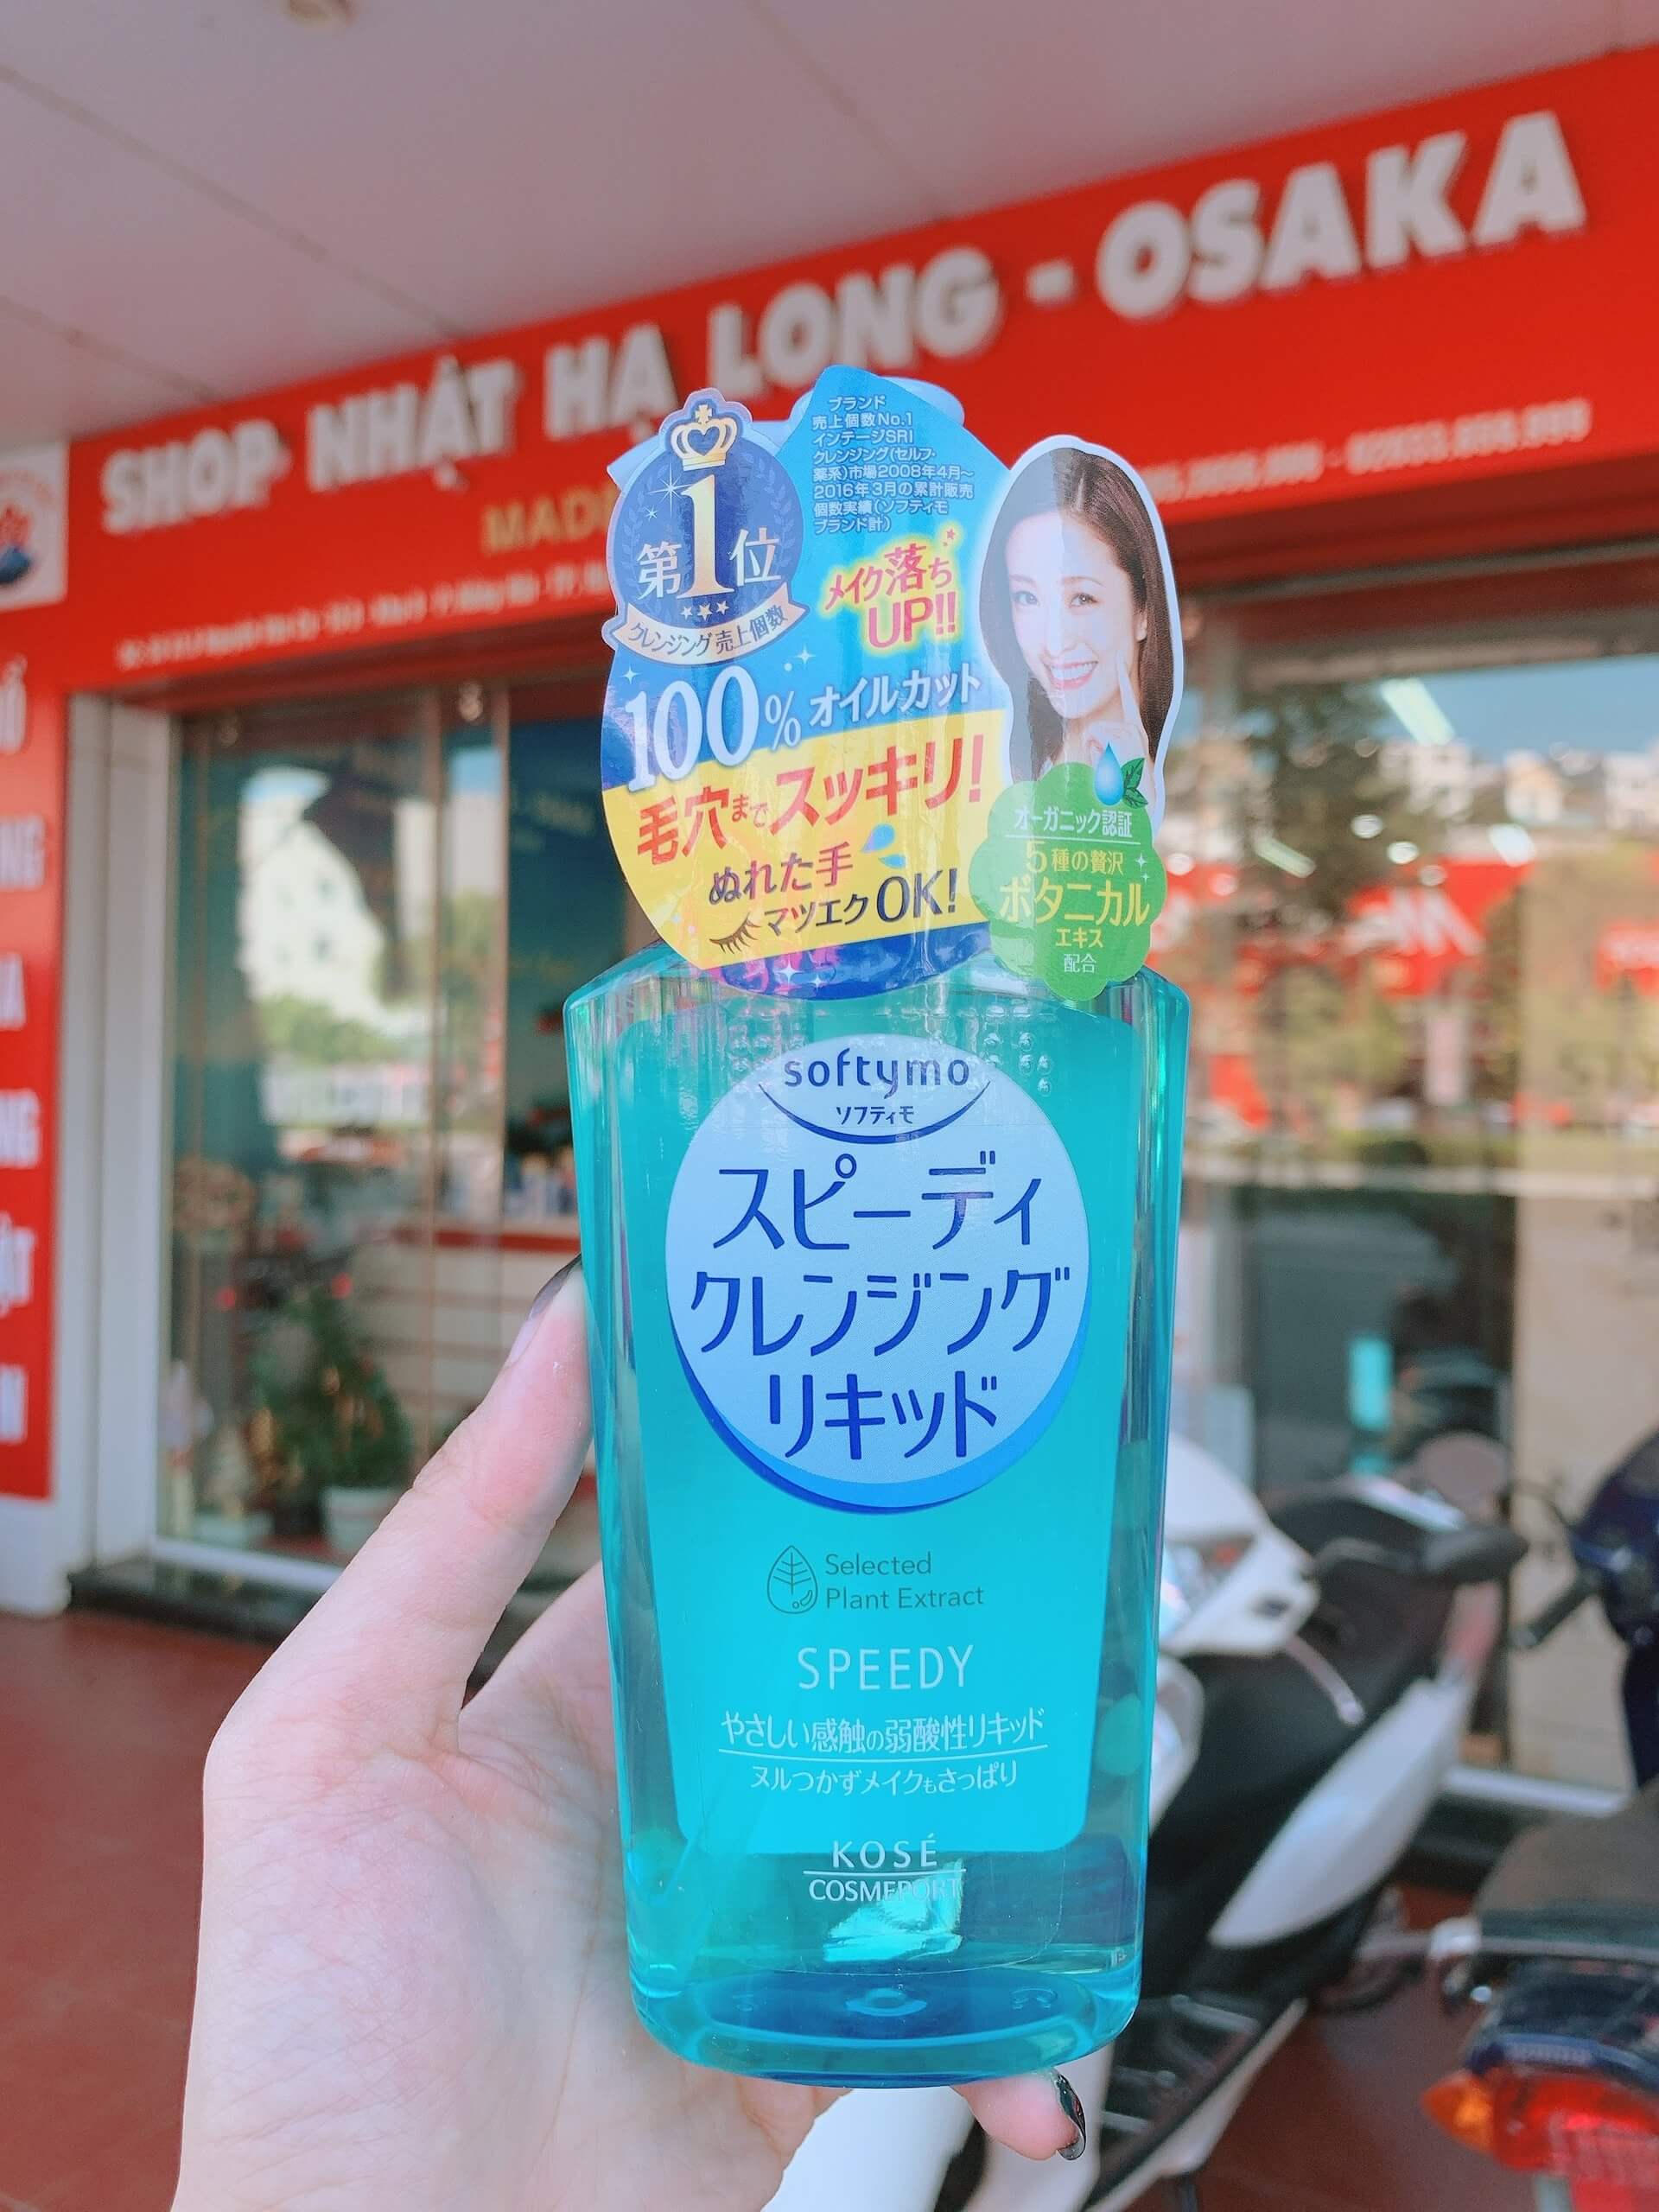 SHOP NHẬT HẠ LONG - OSAKA
ブランド
売上個数No.1
インテージSRI
クレンジング(セルフ・
薬系)市場2008年4月~
2016年3月の累計販売
個数実績(ソフティモ
ブランド計)
第1位
クレンジング売上個数
メイク落ち
UP!!
100%オイルカット
毛穴までスッキリ!
ぬれた手
マツエクOK!
オーガニック認証
5種の贅沢
ボタニカル
エキス
配合
softymo
ソフティモ
スピーディ
クレンジング
リキッド
Selected
Plant Extract
SPEEDY
やさしい感触の弱酸性リキッド
ヌルつかずメイクもさっぱり
KOSÉ
COSMEPORT